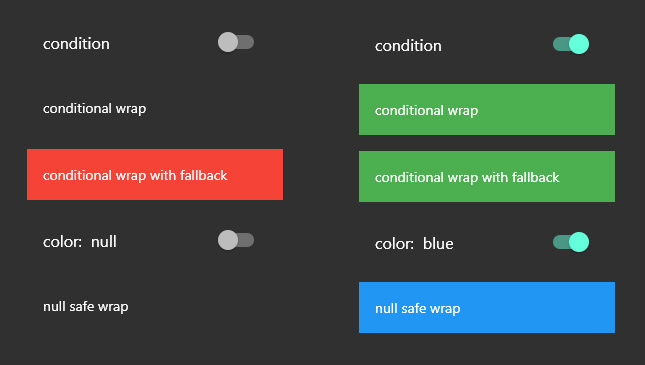 condition
conditional wrap
conditional wrap with fallback
color: null
null safe wrap
condition
conditional wrap
conditional wrap with fallback
color: blue
null safe wrap